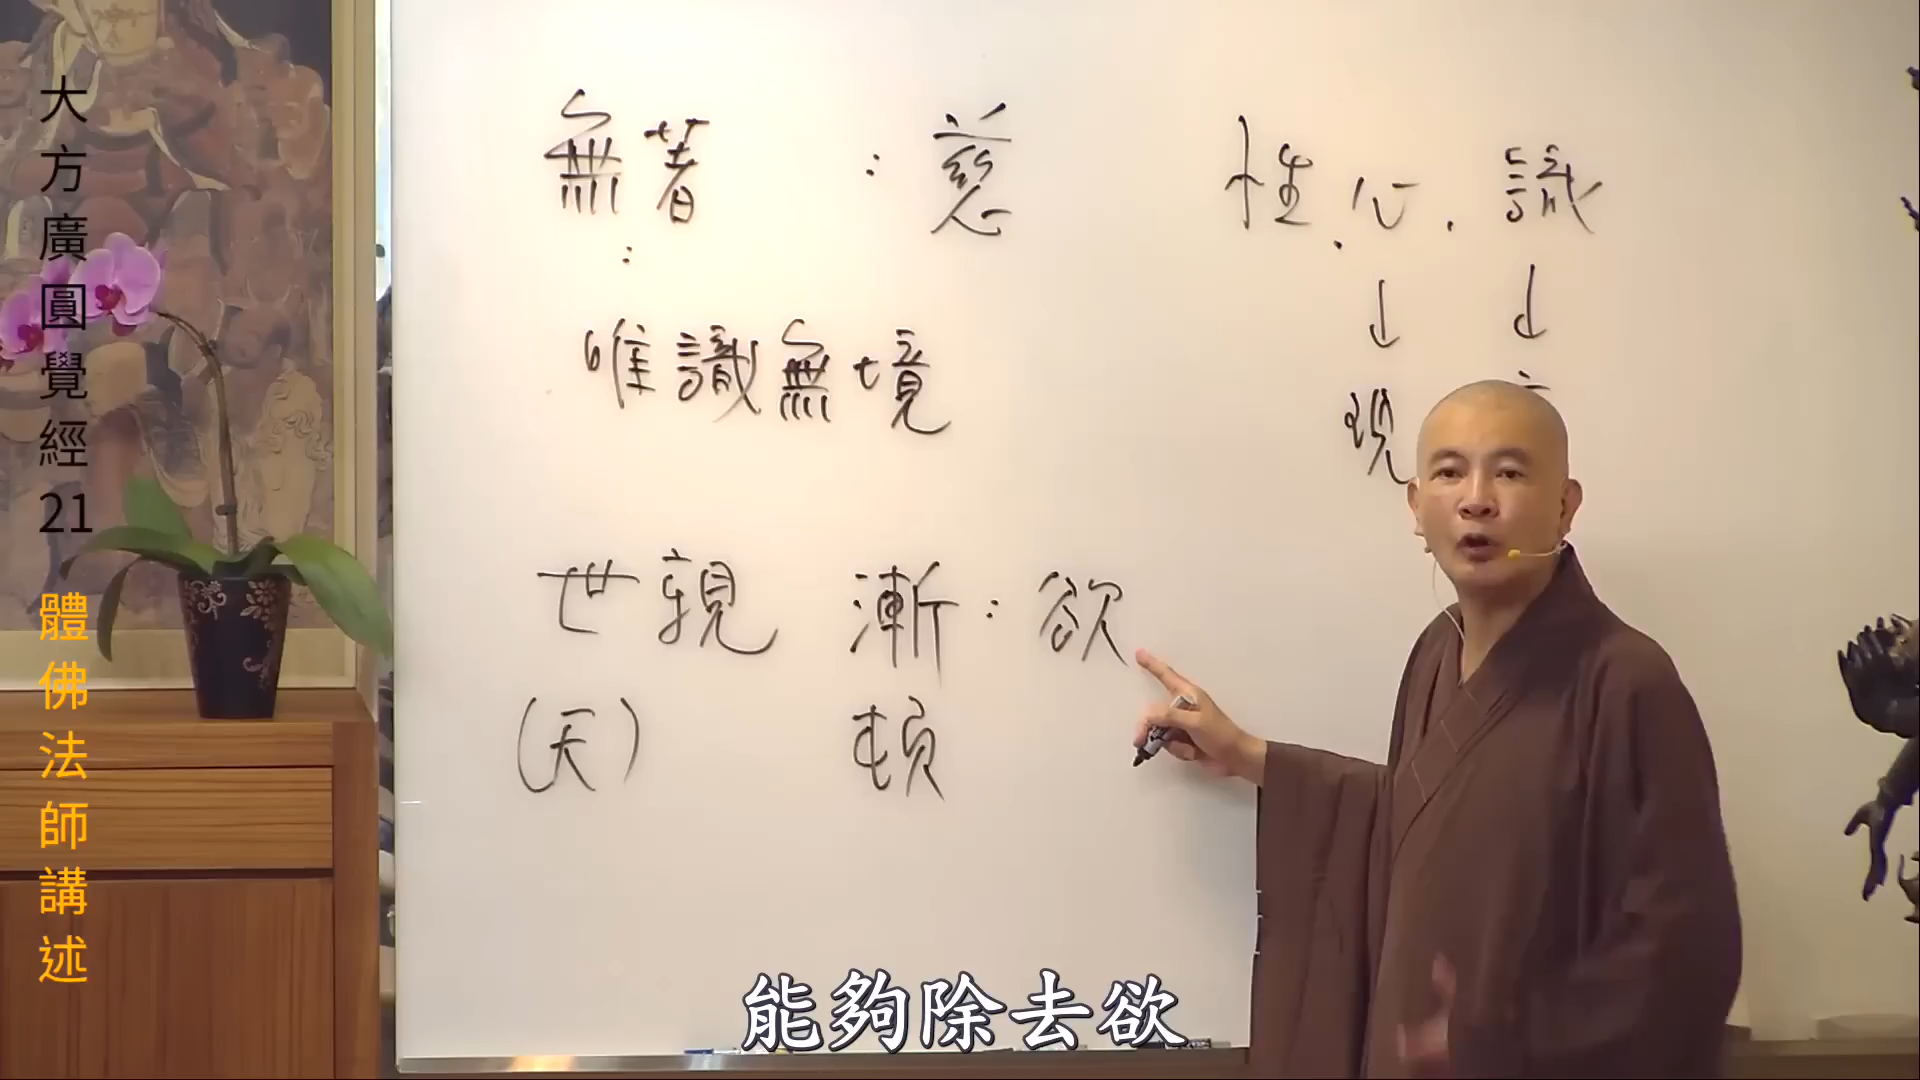 大方廣圓覺經21 體佛法師講述
無著 : 慈
:
唯識無境
性.心.識
↓ ↓
現
世親 漸:欲
(天) 頓
能夠除去欲